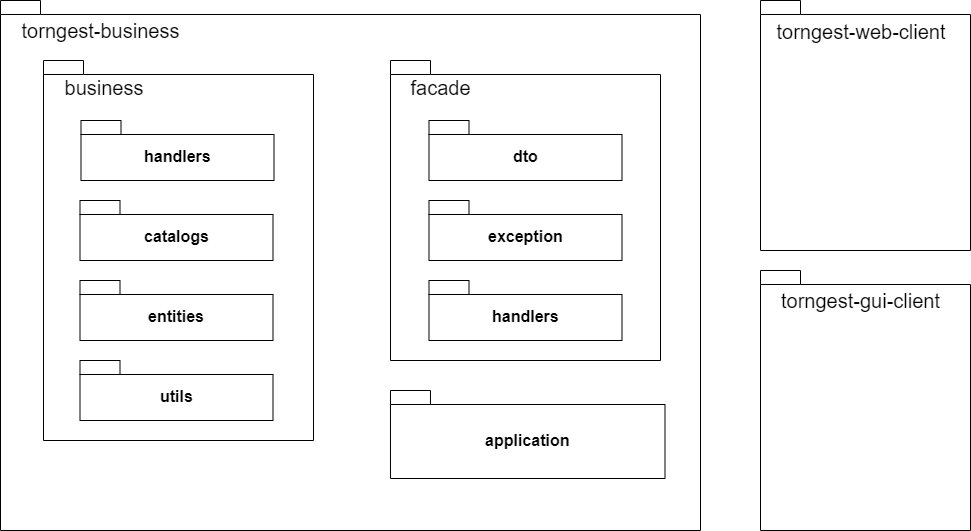 torngest-business
business
handlers
catalogs
entities
utils
facade
dto
exception
handlers
application
torngest-web-client
torngest-gui-client